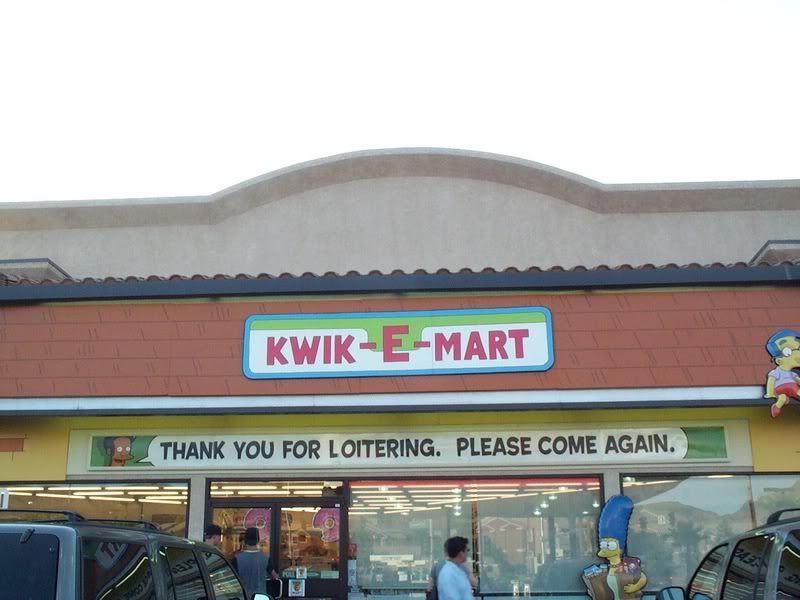 KWIK-E-MART
THANK YOU FOR LOITERING. PLEASE COME AGAIN.